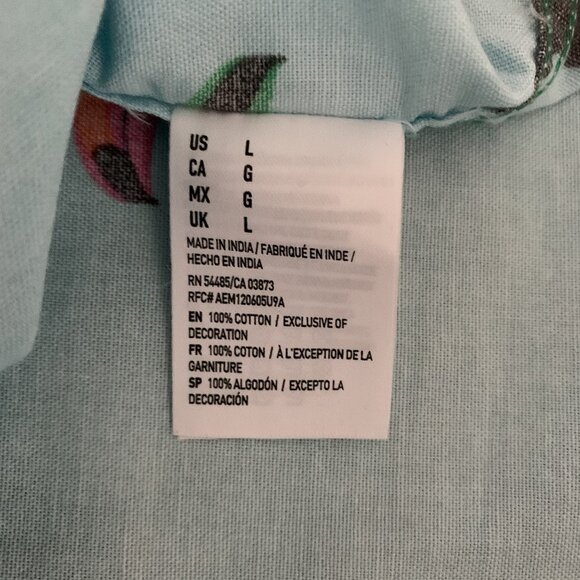 US L
CA G
MX G
UK L
MADE IN INDIA / FABRIQUÉ EN INDE /
HECHO EN INDIA
RN 54485/CA 03873
RFC# AEM120605U9A
EN 100% COTTON / EXCLUSIVE OF
DECORATION
FR 100% COTON / À L'EXCEPTION DE LA
GARNITURE
SP 100% ALGODÓN / EXCEPTO LA
DECORACIÓN